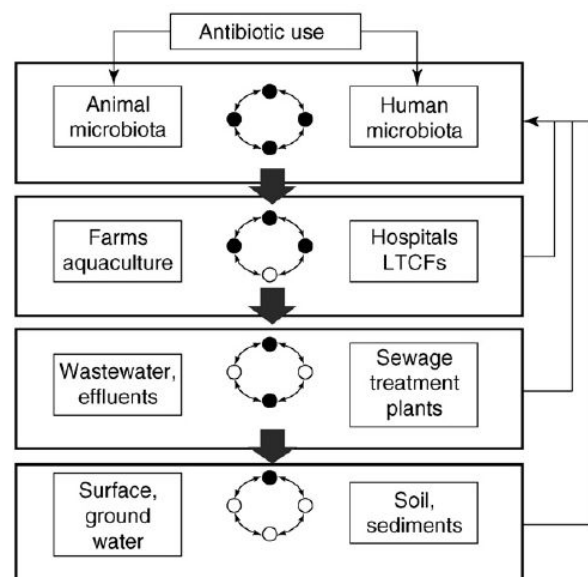 Antibiotic use
Animal
microbiota
Human
microbiota
Farms
aquaculture
Hospitals
LTCFs
Wastewater,
effluents
Sewage
treatment
plants
Surface,
ground
water
Soil,
sediments